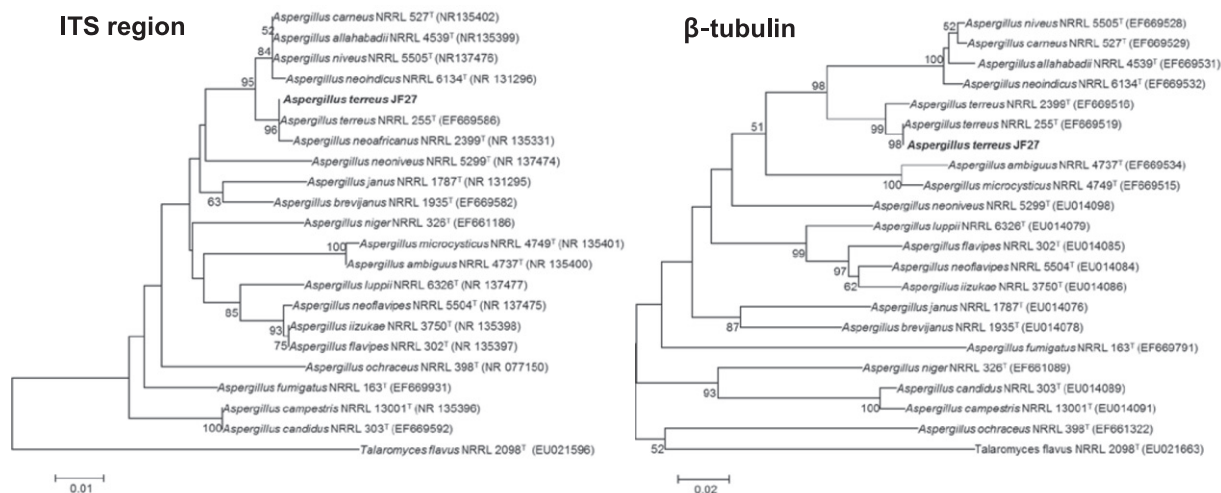 ITS region
52
84
95
96
63
100
85
93
75
100
Aspergillus carneus NRRL 527ᵀ (NR135402)
Aspergillus allahabadii NRRL 4539ᵀ (NR135399)
Aspergillus niveus NRRL 5505ᵀ (NR137476)
Aspergillus neoindicus NRRL 6134ᵀ (NR 131296)
Aspergillus terreus JF27
Aspergillus terreus NRRL 255ᵀ (EF669586)
Aspergillus neoafricanus NRRL 2399ᵀ (NR 135331)
Aspergillus neoniveus NRRL 5299ᵀ (NR 137474)
Aspergillus janus NRRL 1787ᵀ (NR 131295)
Aspergillus brevijanus NRRL 1935ᵀ (EF669582)
Aspergillus niger NRRL 326ᵀ (EF661186)
Aspergillus microcysticus NRRL 4749ᵀ (NR 135401)
Aspergillus ambiguus NRRL 4737ᵀ (NR 135400)
Aspergillus luppii NRRL 6326ᵀ (NR 137477)
Aspergillus neoflavipes NRRL 5504ᵀ (NR 137475)
Aspergillus iizukae NRRL 3750ᵀ (NR 135398)
Aspergillus flavipes NRRL 302ᵀ (NR 135397)
Aspergillus ochraceus NRRL 398ᵀ (NR 077150)
Aspergillus fumigatus NRRL 163ᵀ (EF669931)
Aspergillus campestris NRRL 13001ᵀ (NR 135396)
Aspergillus candidus NRRL 303ᵀ (EF669592)
Talaromyces flavus NRRL 2098ᵀ (EU021596)
0.01
β-tubulin
52
100
98
51
99
98
100
99
97
62
87
93
100
52
Aspergillus niveus NRRL 5505ᵀ (EF669528)
Aspergillus carneus NRRL 527ᵀ (EF669529)
Aspergillus allahabadii NRRL 4539ᵀ (EF669531)
Aspergillus neoindicus NRRL 6134ᵀ (EF669532)
Aspergillus terreus NRRL 2399ᵀ (EF669516)
Aspergillus terreus NRRL 255ᵀ (EF669519)
Aspergillus terreus JF27
Aspergillus ambiguus NRRL 4737ᵀ (EF669534)
Aspergillus microcysticus NRRL 4749ᵀ (EF669515)
Aspergillus neoniveus NRRL 5299ᵀ (EU014098)
Aspergillus luppii NRRL 6326ᵀ (EU014079)
Aspergillus flavipes NRRL 302ᵀ (EU014085)
Aspergillus neoflavipes NRRL 5504ᵀ (EU014084)
Aspergillus iizukae NRRL 3750ᵀ (EU014086)
Aspergillus janus NRRL 1787ᵀ (EU014076)
Aspergillus brevijanus NRRL 1935ᵀ (EU014078)
Aspergillus fumigatus NRRL 163ᵀ (EF669791)
Aspergillus niger NRRL 326ᵀ (EF661089)
Aspergillus candidus NRRL 303ᵀ (EU014089)
Aspergillus campestris NRRL 13001ᵀ (EU014091)
Aspergillus ochraceus NRRL 398ᵀ (EF661322)
Talaromyces flavus NRRL 2098ᵀ (EU021663)
0.02